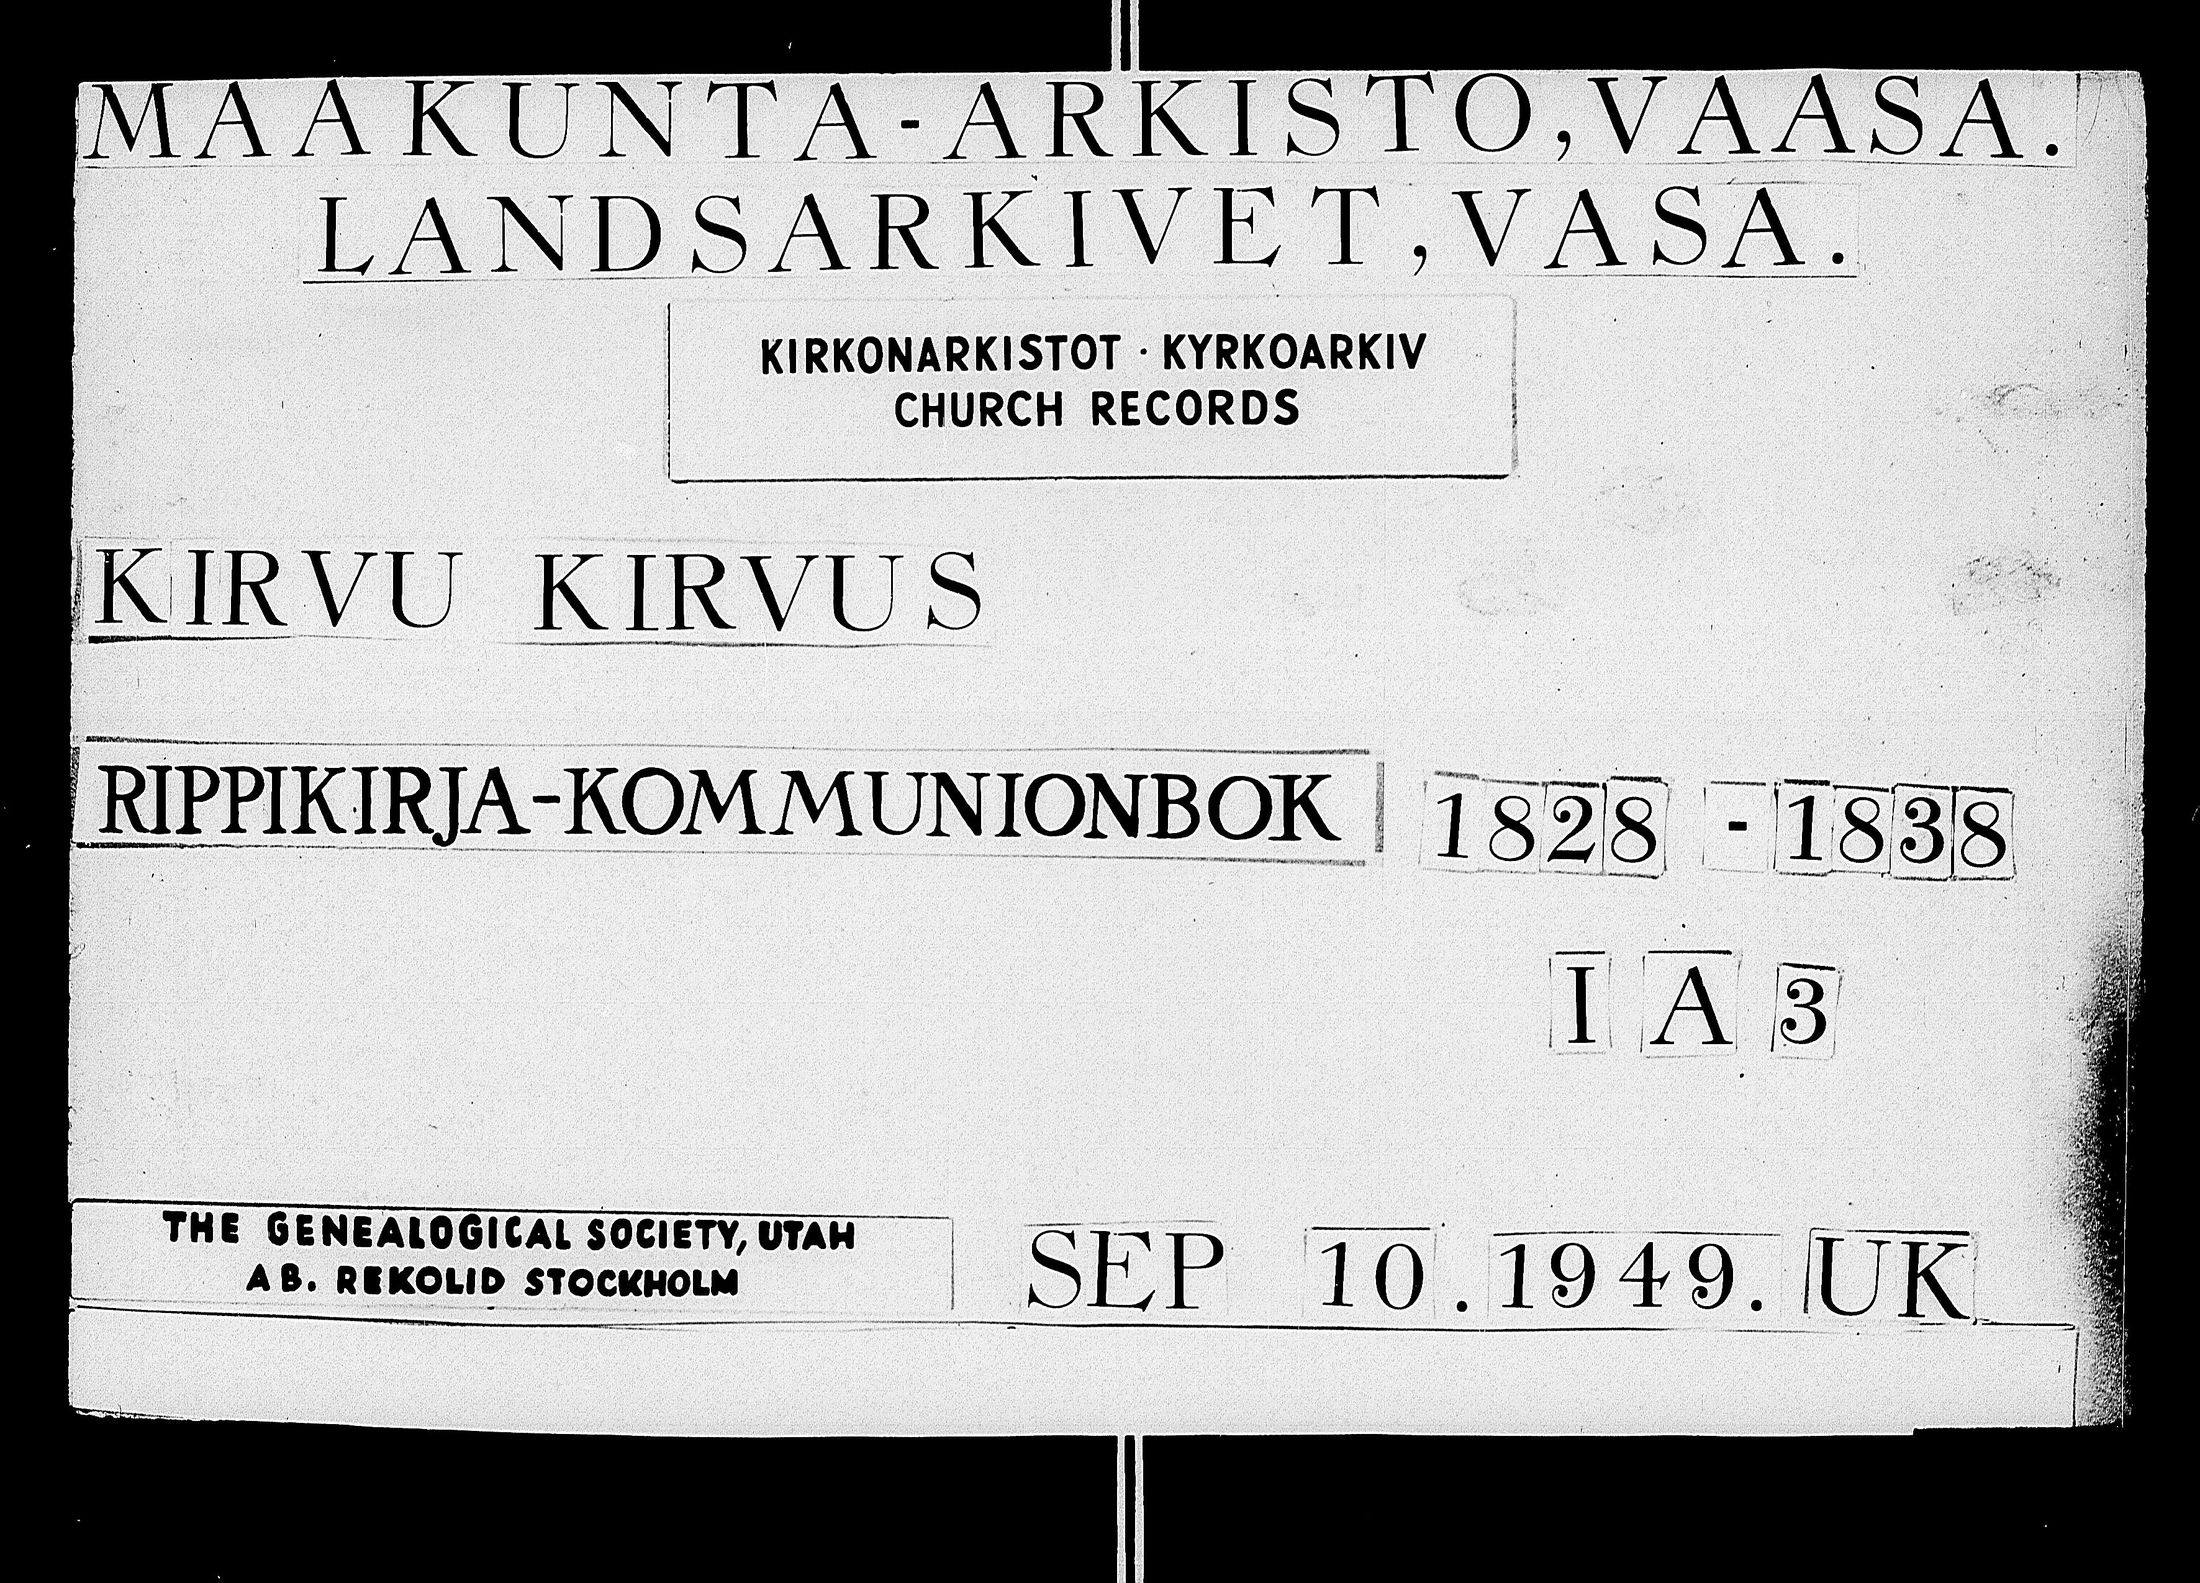 MAAKUNTA-ARKISTO, VAASA.
LANDSARKIVET, VASA.
KIRKONARKISTOT · KYRKOARKIV
CHURCH RECORDS
KIRVU KIRVUS
RIPPIKIRJA-KOMMUNIONBOK 1828 - 1838
I A 3
THE GENEALOGICAL SOCIETY, UTAH
AB. REKOLID STOCKHOLM
SEP 10. 1949. UK